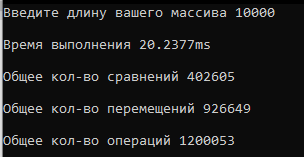 Введите длину вашего массива 10000
Время выполнения 20.2377ms
Общее кол-во сравнений 402605
Общее кол-во перемещений 926649
Общее кол-во операций 1200053